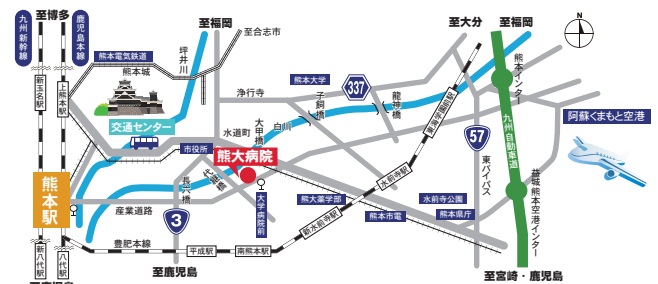 至博多
九州新幹線
鹿児島本線
至福岡
至合志市
至大分
至福岡
N
熊本電気鉄道
坪井川
熊本城
新玉名駅
上熊本駅
浄行寺
熊本大学
337
子飼橋
龍神橋
東海学園前駅
熊本インター
57
九州自動車道
阿蘇くまもと空港
交通センター
水道町
大甲橋
白川
市役所
熊大病院
代継橋
長六橋
大学病院前
熊大薬学部
水前寺駅
水前寺公園
東バイパス
熊本県庁
熊本市電
益城熊本空港インター
熊本駅
産業道路
3
新水前寺駅
豊肥本線
平成駅
南熊本駅
新八代駅
八代駅
至鹿児島
至宮崎・鹿児島